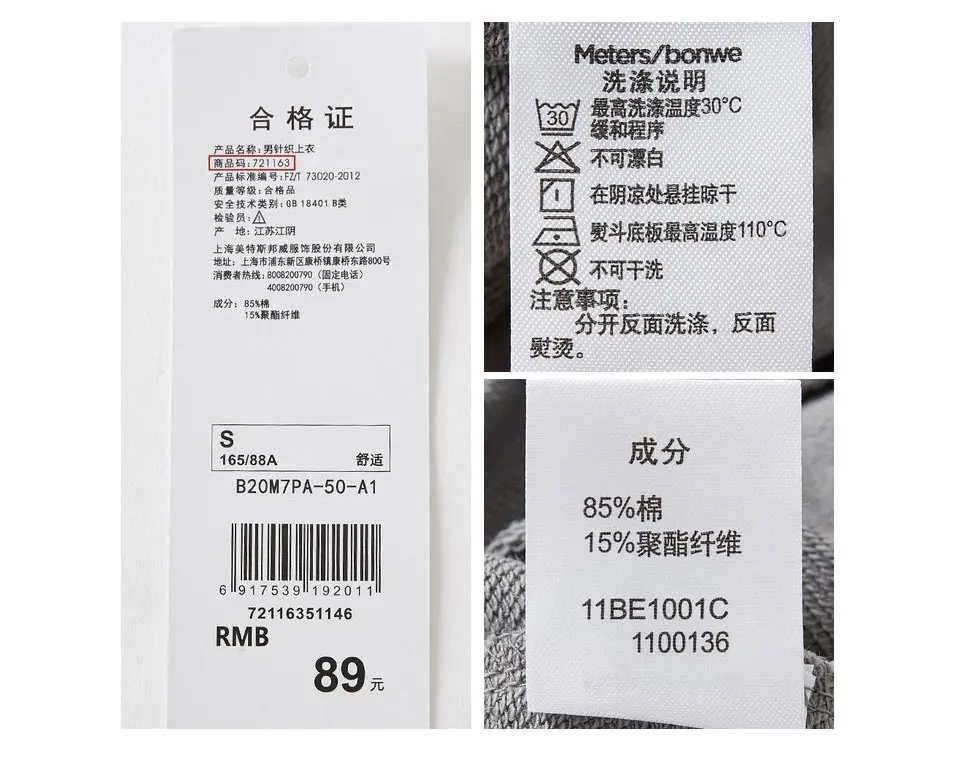 合格证
产品名称:男针织上衣
商品码:721163
产品标准编号:FZ/T 73020-2012
质量等级:合格品
安全技术类别:GB 18401 B类
检验员:
产 地:江苏江阴
上海美特斯邦威服饰股份有限公司
地址:上海市浦东新区康桥镇康桥东路800号
消费者热线:8008200790(固定电话)
4008200790(手机)
成分:85%棉
15%聚酯纤维
S
165/88A 舒适
B20M7PA-50-A1
6 917539 192011
72116351146
RMB
89元
Meters/bonwe
洗涤说明
30 最高洗涤温度30℃
缓和程序
不可漂白
在阴凉处悬挂晾干
熨斗底板最高温度110℃
不可干洗
注意事项:
分开反面洗涤,反面
熨烫。
成分
85%棉
15%聚酯纤维
11BE1001C
1100136